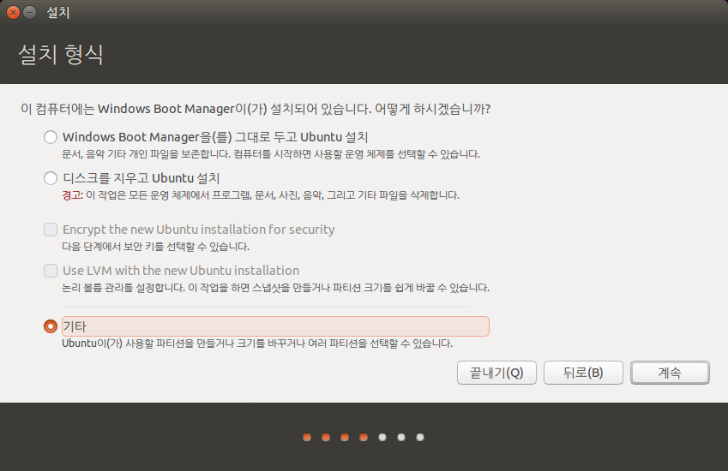 설치
설치 형식
이 컴퓨터에는 Windows Boot Manager이(가) 설치되어 있습니다. 어떻게 하시겠습니까?
Windows Boot Manager을(를) 그대로 두고 Ubuntu 설치
문서, 음악 기타 개인 파일을 보존합니다. 컴퓨터를 시작하면 사용할 운영 체제를 선택할 수 있습니다.
디스크를 지우고 Ubuntu 설치
경고: 이 작업은 모든 운영 체제에서 프로그램, 문서, 사진, 음악, 그리고 기타 파일을 삭제합니다.
Encrypt the new Ubuntu installation for security
다음 단계에서 보안 키를 선택할 수 있습니다.
Use LVM with the new Ubuntu installation
논리 볼륨 관리를 설정합니다. 이 작업을 하면 스냅샷을 만들거나 파티션 크기를 쉽게 바꿀 수 있습니다.
기타
Ubuntu이(가) 사용할 파티션을 만들거나 크기를 바꾸거나 여러 파티션을 선택할 수 있습니다.
끝내기(Q) 뒤로(B) 계속